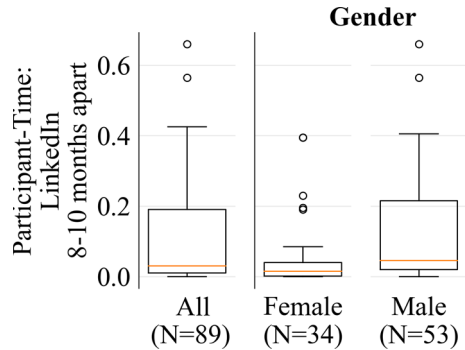 Gender
Participant-Time:
LinkedIn
8-10 months apart
0.6
0.4
0.2
0.0
All
(N=89)
Female
(N=34)
Male
(N=53)